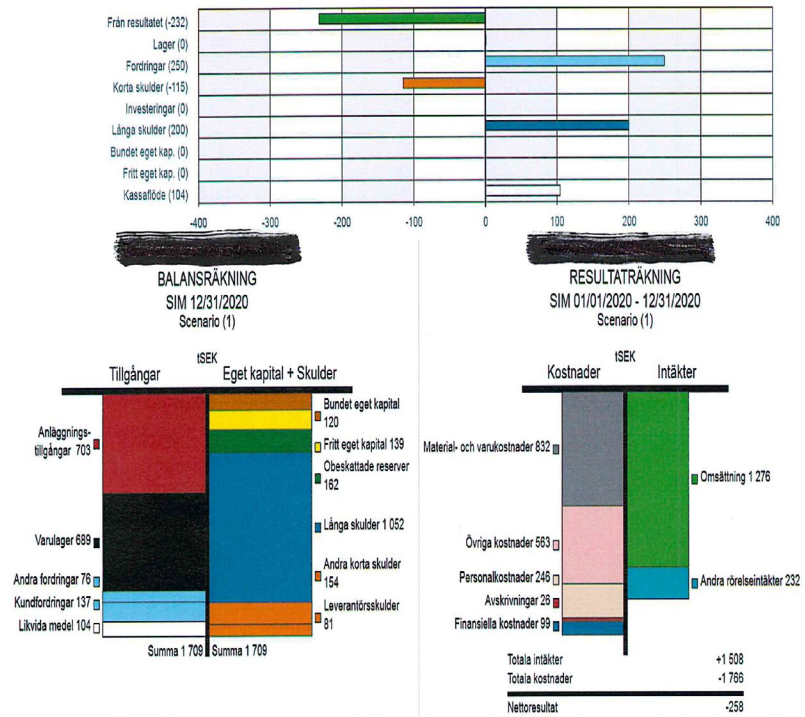 Från resultatet (-232)
Lager (0)
Fordringar (250)
Korta skulder (-115)
Investeringar (0)
Långa skulder (200)
Bundet eget kap. (0)
Fritt eget kap. (0)
Kassaflöde (104)
-400 -300 -200 -100 0 100 200 300 400
BALANSRÄKNING
SIM 12/31/2020
Scenario (1)
tSEK
Tillgångar Eget kapital + Skulder
Anläggnings-
tillgångar 703
Varulager 689
Andra fordringar 76
Kundfordringar 137
Likvida medel 104
Bundet eget kapital
120
Fritt eget kapital 139
Obeskattade reserver
162
Långa skulder 1 052
Andra korta skulder
154
Leverantörsskulder
81
Summa 1 709 Summa 1 709
RESULTATRÄKNING
SIM 01/01/2020 - 12/31/2020
Scenario (1)
tSEK
Kostnader Intäkter
Material- och varukostnader 832
Övriga kostnader 563
Personalkostnader 246
Avskrivningar 26
Finansiella kostnader 99
Omsättning 1 276
Andra rörelseintäkter 232
Totala intäkter +1 508
Totala kostnader -1 766
Nettoresultat -258